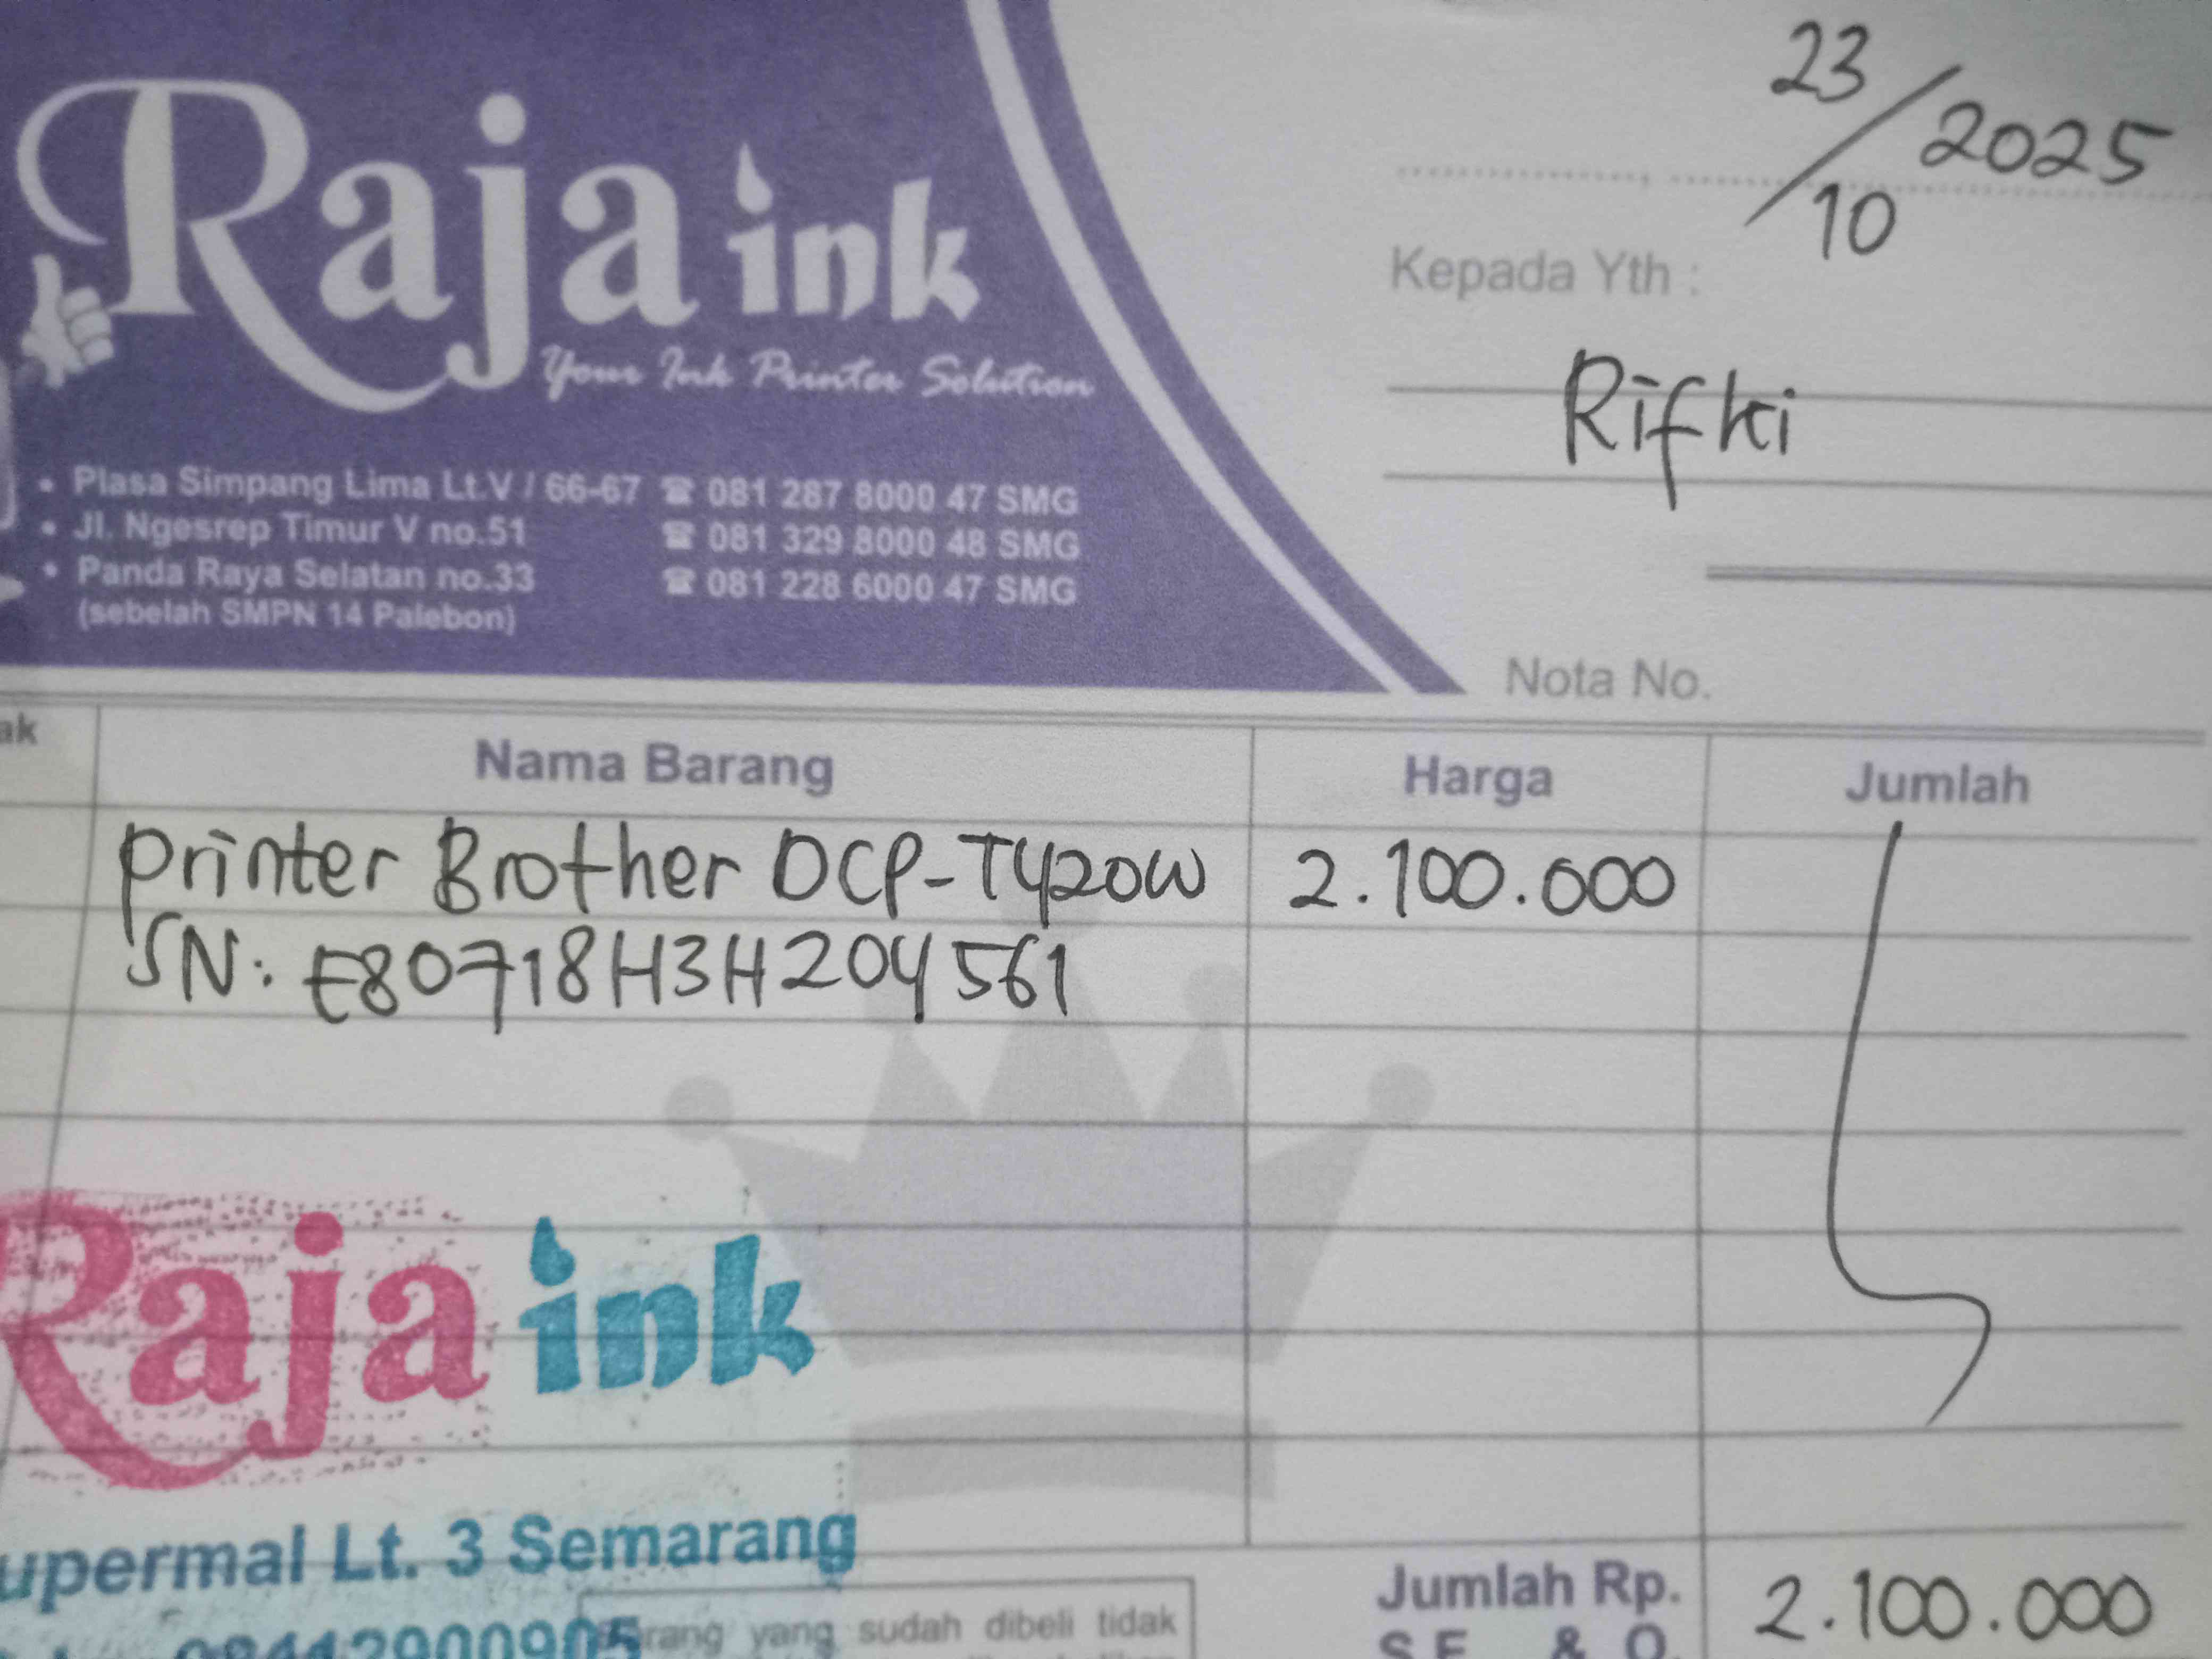 Raja ink
Your Ink Printer Solution
• Plasa Simpang Lima Lt.V / 66-67 ☎ 081 287 8000 47 SMG
• Jl. Ngesrep Timur V no.51 ☎ 081 329 8000 48 SMG
• Panda Raya Selatan no.33 ☎ 081 228 6000 47 SMG
(sebelah SMPN 14 Palebon)
23/10 2025
Kepada Yth :
Rifki
Nota No.
ak Nama Barang Harga Jumlah
Printer Brother DCP-T420W 2.100.000
SN: E80718H3H204561
Raja ink
upermal Lt. 3 Semarang
08112900905
rang yang sudah dibeli tidak
Jumlah Rp. 2.100.000
S.E. & O.